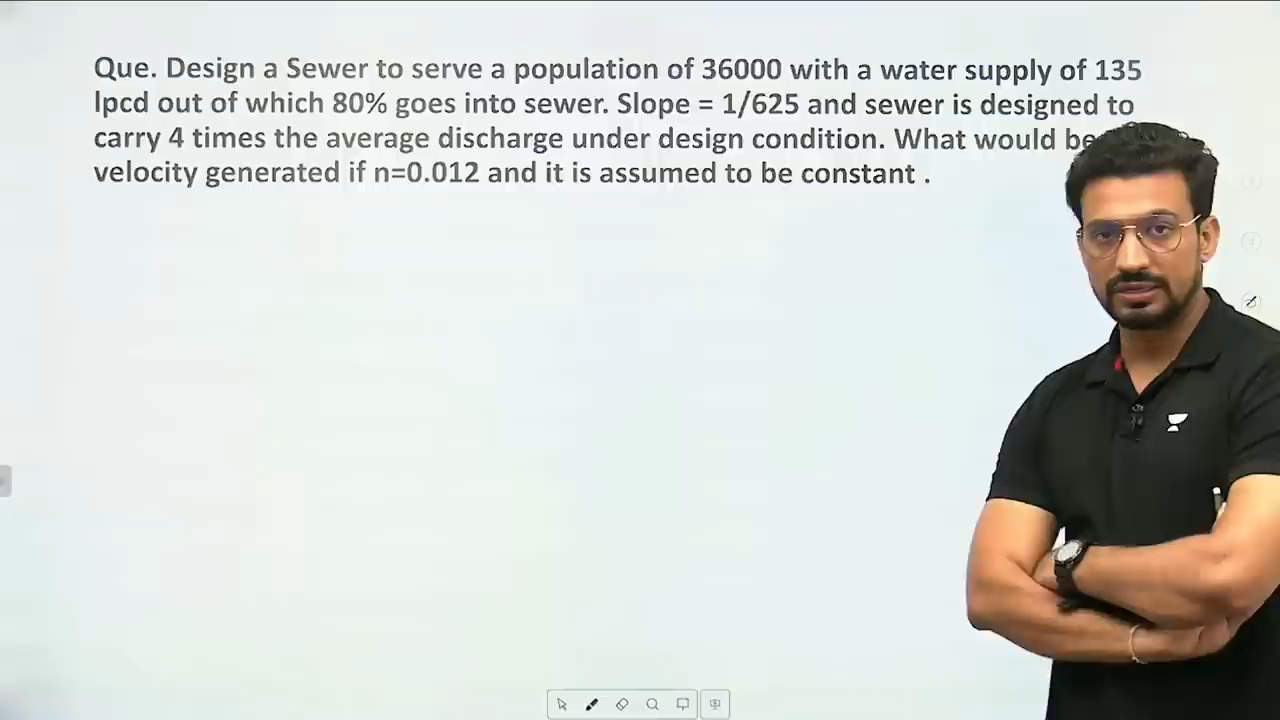 Que. Design a Sewer to serve a population of 36000 with a water supply of 135
lpcd out of which 80% goes into sewer. Slope = 1/625 and sewer is designed to
carry 4 times the average discharge under design condition. What would be
velocity generated if n=0.012 and it is assumed to be constant .